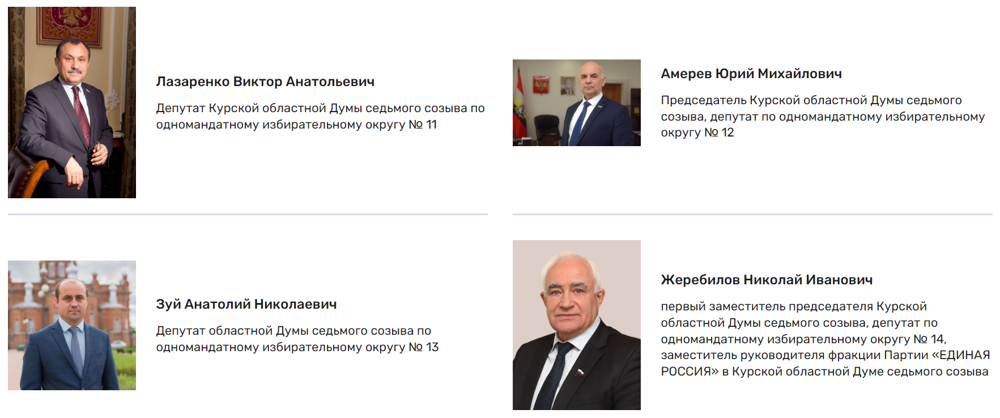 Лазаренко Виктор Анатольевич
Депутат Курской областной Думы седьмого созыва по
одномандатному избирательному округу № 11
Амерев Юрий Михайлович
Председатель Курской областной Думы седьмого
созыва, депутат по одномандатному избирательному
округу № 12
Зуй Анатолий Николаевич
Депутат областной Думы седьмого созыва по
одномандатному избирательному округу № 13
Жеребилов Николай Иванович
первый заместитель председателя Курской
областной Думы седьмого созыва, депутат по
одномандатному избирательному округу № 14,
заместитель руководителя фракции Партии «ЕДИНАЯ
РОССИЯ» в Курской областной Думе седьмого созыва